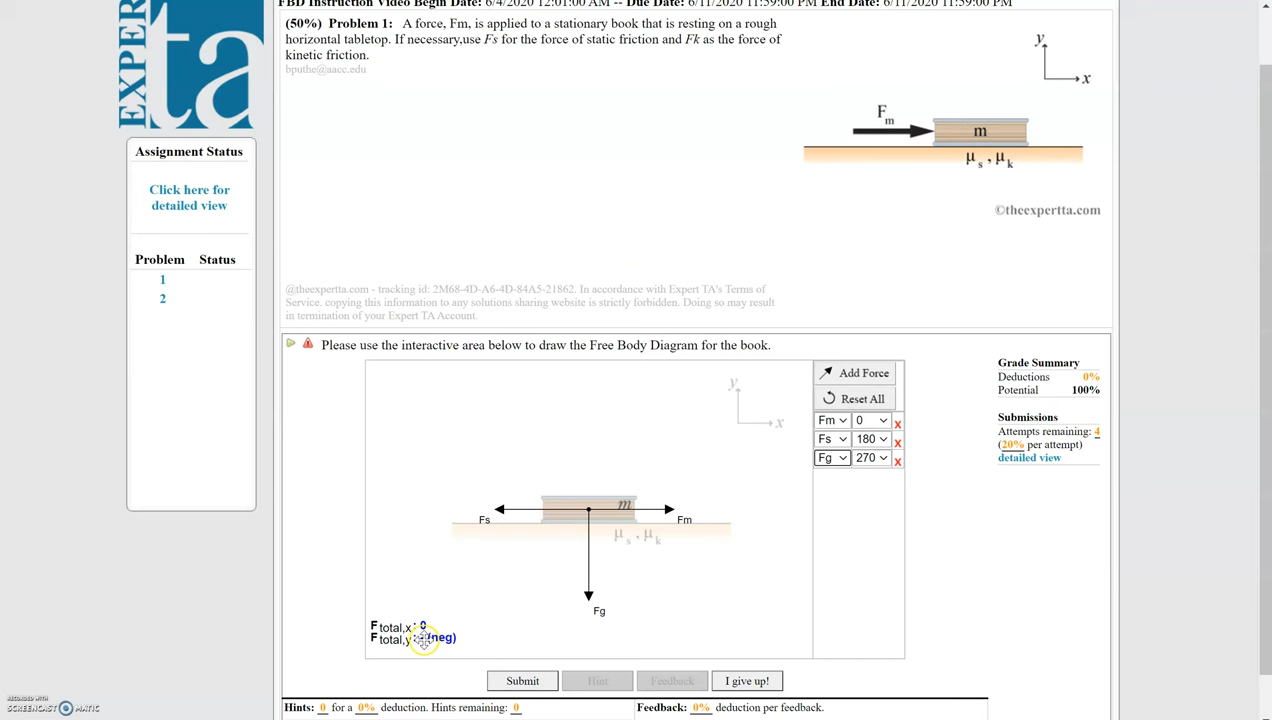 FBD Instruction Video Begin Date: 6/4/2020 12:01:00 AM -- Due Date: 6/11/2020 11:59:00 PM End Date: 6/11/2020 11:59:00 PM
EXPERT
ta
(50%) Problem 1: A force, Fm, is applied to a stationary book that is resting on a rough
horizontal tabletop. If necessary,use Fs for the force of static friction and Fk as the force of
kinetic friction.
bputhe@aacc.edu
y
x
Fm
m
μs , μk
©theexpertta.com
Assignment Status
Click here for
detailed view
Problem Status
1
2
@theexpertta.com - tracking id: 2M68-4D-A6-4D-84A5-21862. In accordance with Expert TA's Terms of
Service. copying this information to any solutions sharing website is strictly forbidden. Doing so may result
in termination of your Expert TA Account.
Please use the interactive area below to draw the Free Body Diagram for the book.
y
x
Add Force
Reset All
Fm 0 x
Fs 180 x
Fg 270 x
m
Fs
Fm
μs , μk
Fg
F total,x: 0
F total,y: -(neg)
Grade Summary
Deductions 0%
Potential 100%
Submissions
Attempts remaining: 4
(20% per attempt)
detailed view
Submit
Hint
Feedback
I give up!
Hints: 0 for a 0% deduction. Hints remaining: 0
Feedback: 0% deduction per feedback.
RECORDED WITH
SCREENCAST MATIC